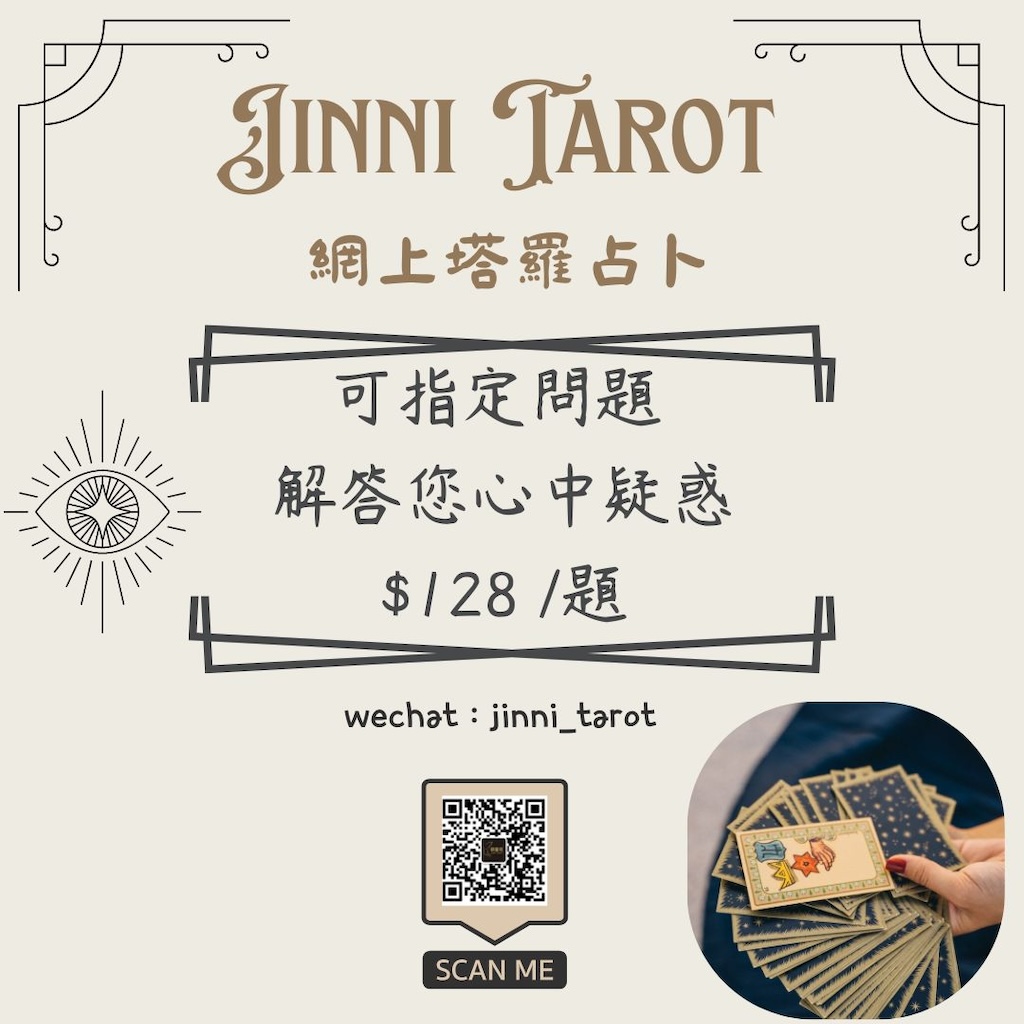 JINNI TAROT
網上塔羅占卜
可指定問題
解答您心中疑惑
$128 /題
wechat : jinni_tarot
SCAN ME